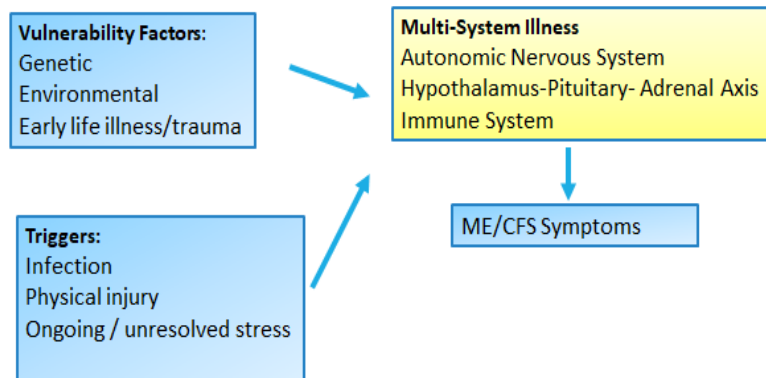 Vulnerability Factors:
Genetic
Environmental
Early life illness/trauma
Multi-System Illness
Autonomic Nervous System
Hypothalamus-Pituitary- Adrenal Axis
Immune System
ME/CFS Symptoms
Triggers:
Infection
Physical injury
Ongoing / unresolved stress